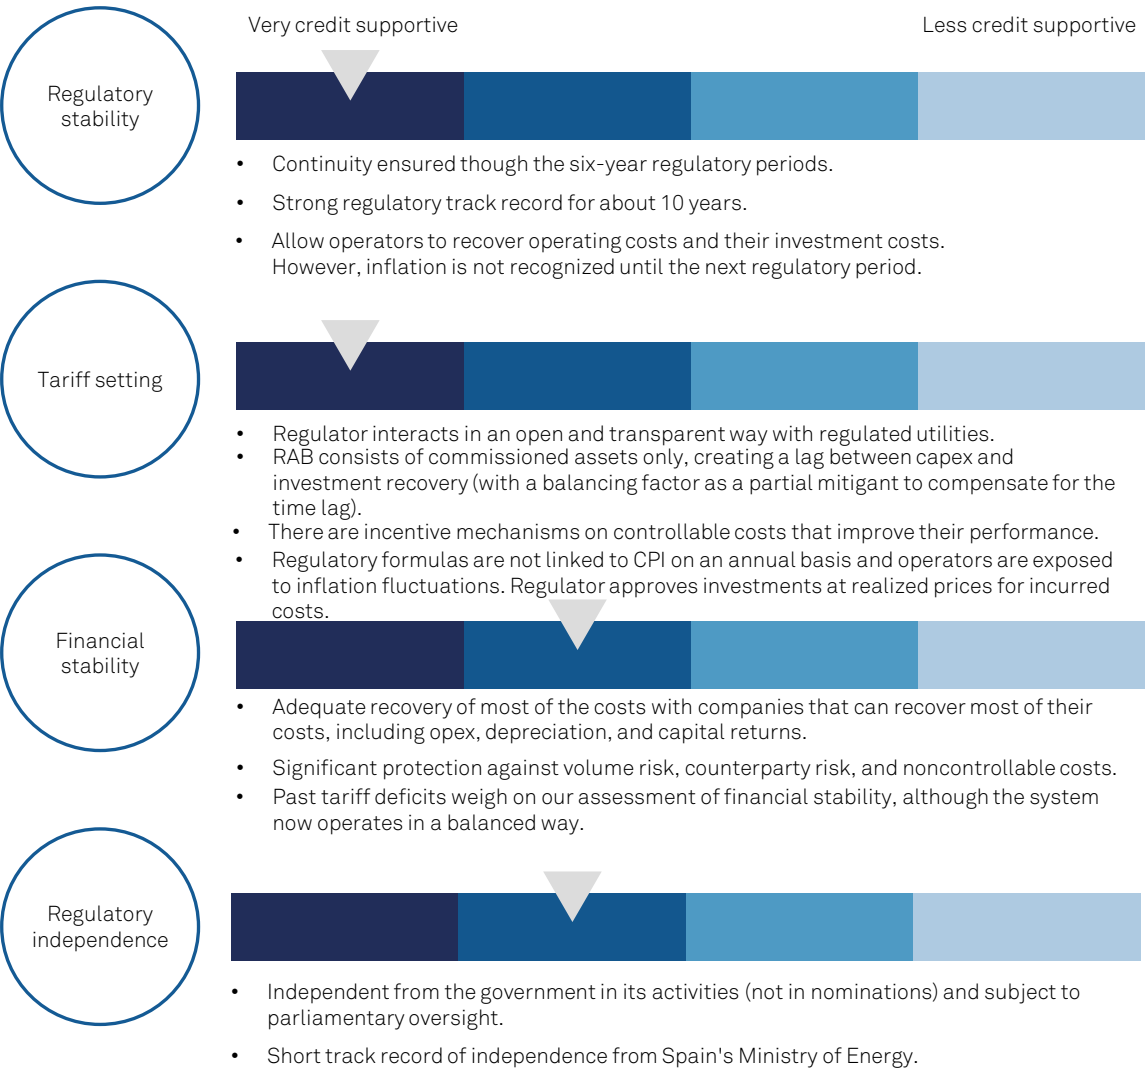 Very credit supportive
Less credit supportive
Regulatory
stability
• Continuity ensured though the six-year regulatory periods.
• Strong regulatory track record for about 10 years.
• Allow operators to recover operating costs and their investment costs.
However, inflation is not recognized until the next regulatory period.
Tariff setting
• Regulator interacts in an open and transparent way with regulated utilities.
• RAB consists of commissioned assets only, creating a lag between capex and
investment recovery (with a balancing factor as a partial mitigant to compensate for the
time lag).
• There are incentive mechanisms on controllable costs that improve their performance.
• Regulatory formulas are not linked to CPI on an annual basis and operators are exposed
to inflation fluctuations. Regulator approves investments at realized prices for incurred
costs.
Financial
stability
• Adequate recovery of most of the costs with companies that can recover most of their
costs, including opex, depreciation, and capital returns.
• Significant protection against volume risk, counterparty risk, and noncontrollable costs.
• Past tariff deficits weigh on our assessment of financial stability, although the system
now operates in a balanced way.
Regulatory
independence
• Independent from the government in its activities (not in nominations) and subject to
parliamentary oversight.
• Short track record of independence from Spain's Ministry of Energy.